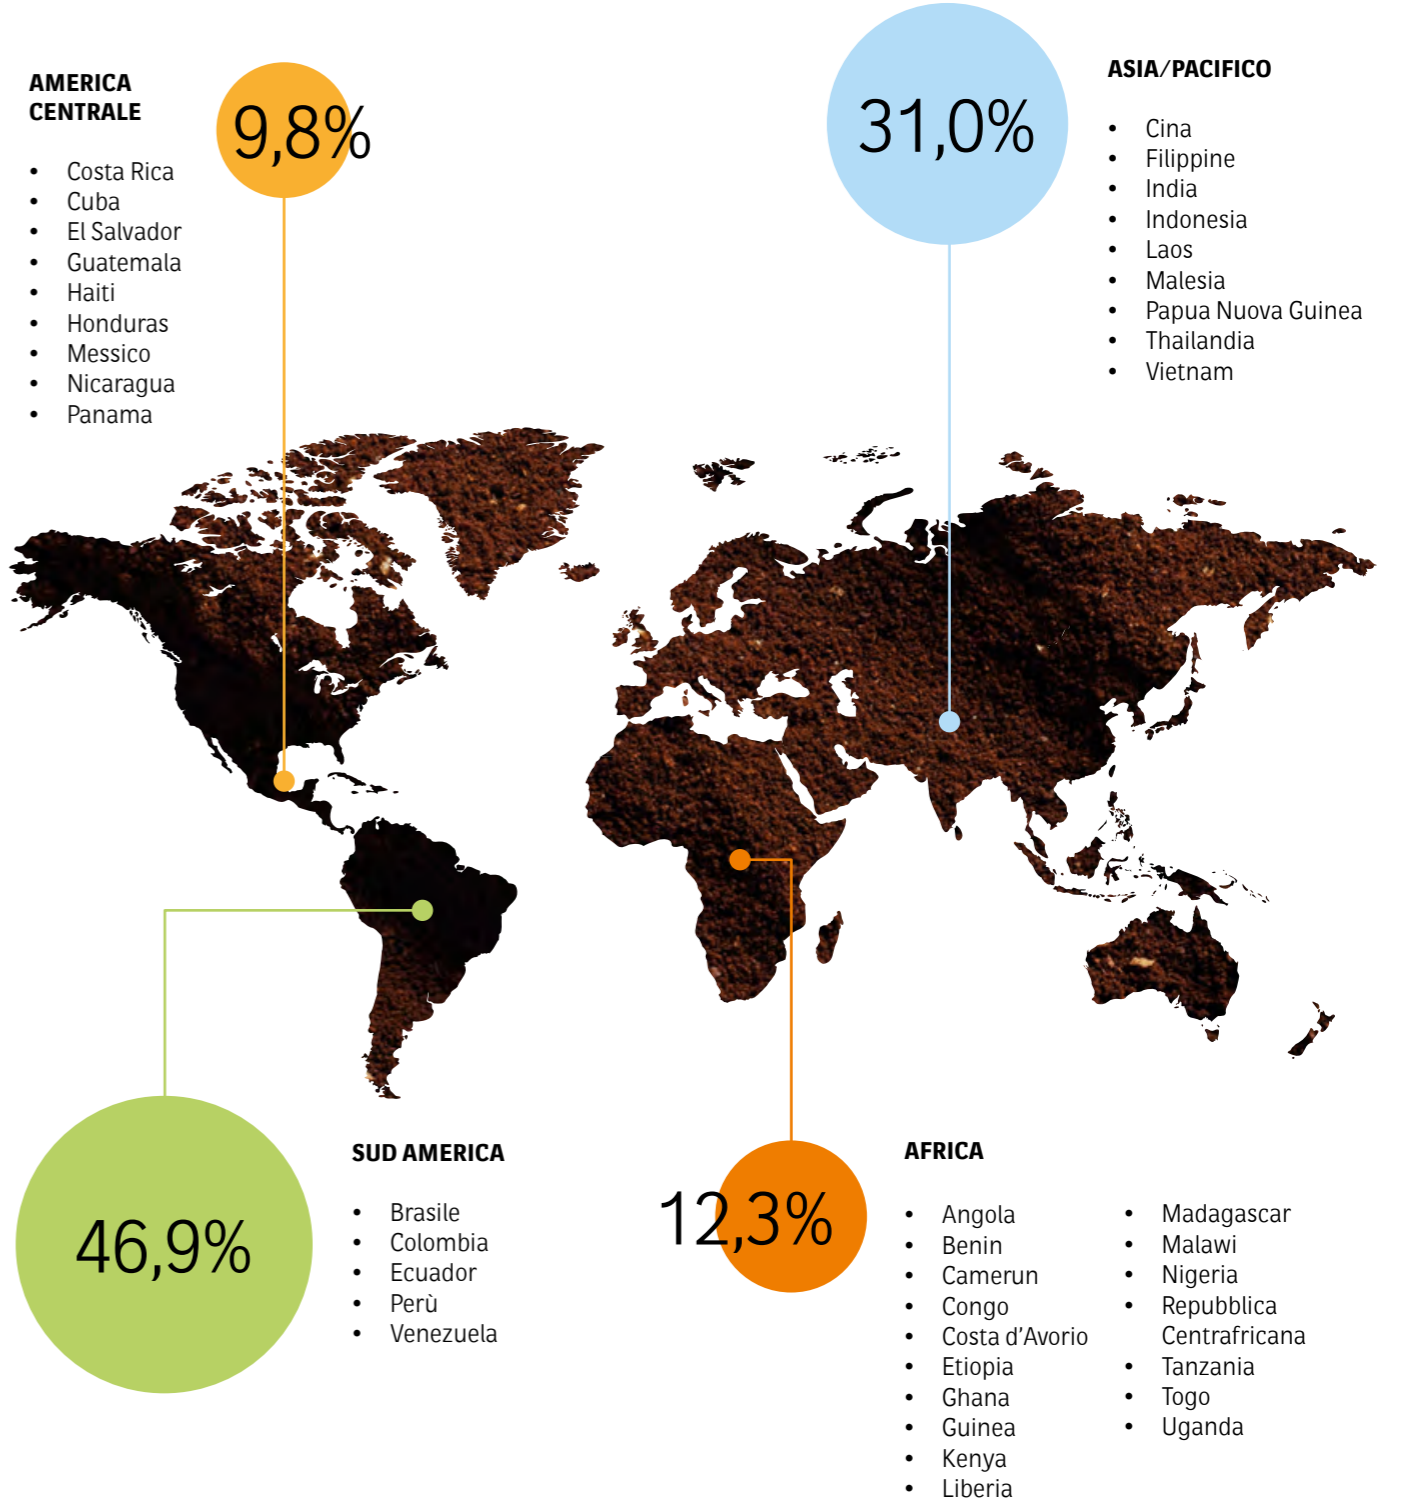 AMERICA
CENTRALE
9,8%
• Costa Rica
• Cuba
• El Salvador
• Guatemala
• Haiti
• Honduras
• Messico
• Nicaragua
• Panama
31,0%
ASIA/PACIFICO
• Cina
• Filippine
• India
• Indonesia
• Laos
• Malesia
• Papua Nuova Guinea
• Thailandia
• Vietnam
46,9%
SUD AMERICA
• Brasile
• Colombia
• Ecuador
• Perù
• Venezuela
12,3%
AFRICA
• Angola
• Benin
• Camerun
• Congo
• Costa d’Avorio
• Etiopia
• Ghana
• Guinea
• Kenya
• Liberia
• Madagascar
• Malawi
• Nigeria
• Repubblica
Centrafricana
• Tanzania
• Togo
• Uganda